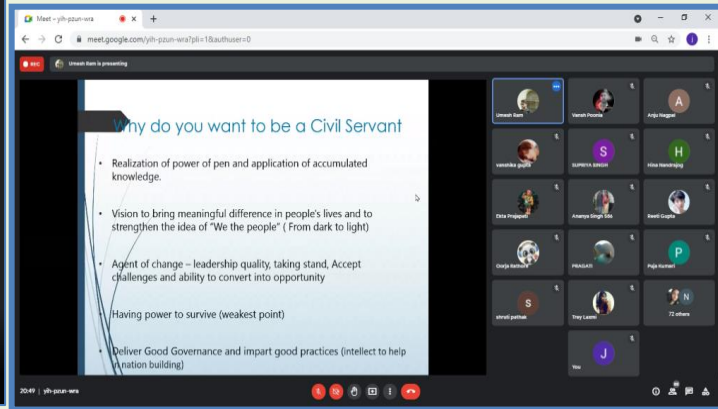 Meet – yih-pzun-wra
meet.google.com/yih-pzun-wra?pli=1&authuser=0
REC
Umesh Ram is presenting
Why do you want to be a Civil Servant
• Realization of power of pen and application of accumulated
knowledge.
• Vision to bring meaningful difference in people's lives and to
strengthen the idea of "We the people" ( From dark to light)
• Agent of change – leadership quality, taking stand, Accept
challenges and ability to convert into opportunity
• Having power to survive (weakest point)
• Deliver Good Governance and impart good practices (intellect to help
in nation building)
Umesh Ram
Vansh Poonia
A
Anju Nagpal
vanshika gupta
S
SUPRIYA SINGH
H
Hina Nandrajog
Ekta Prajapati
Ananya Singh 586
Reeti Gupta
Oorja Rathore
PRAGATI
P
Puja Kumari
S
shruti pathak
Troy Laxmi
N
72 others
J
You
20:49 | yih-pzun-wra